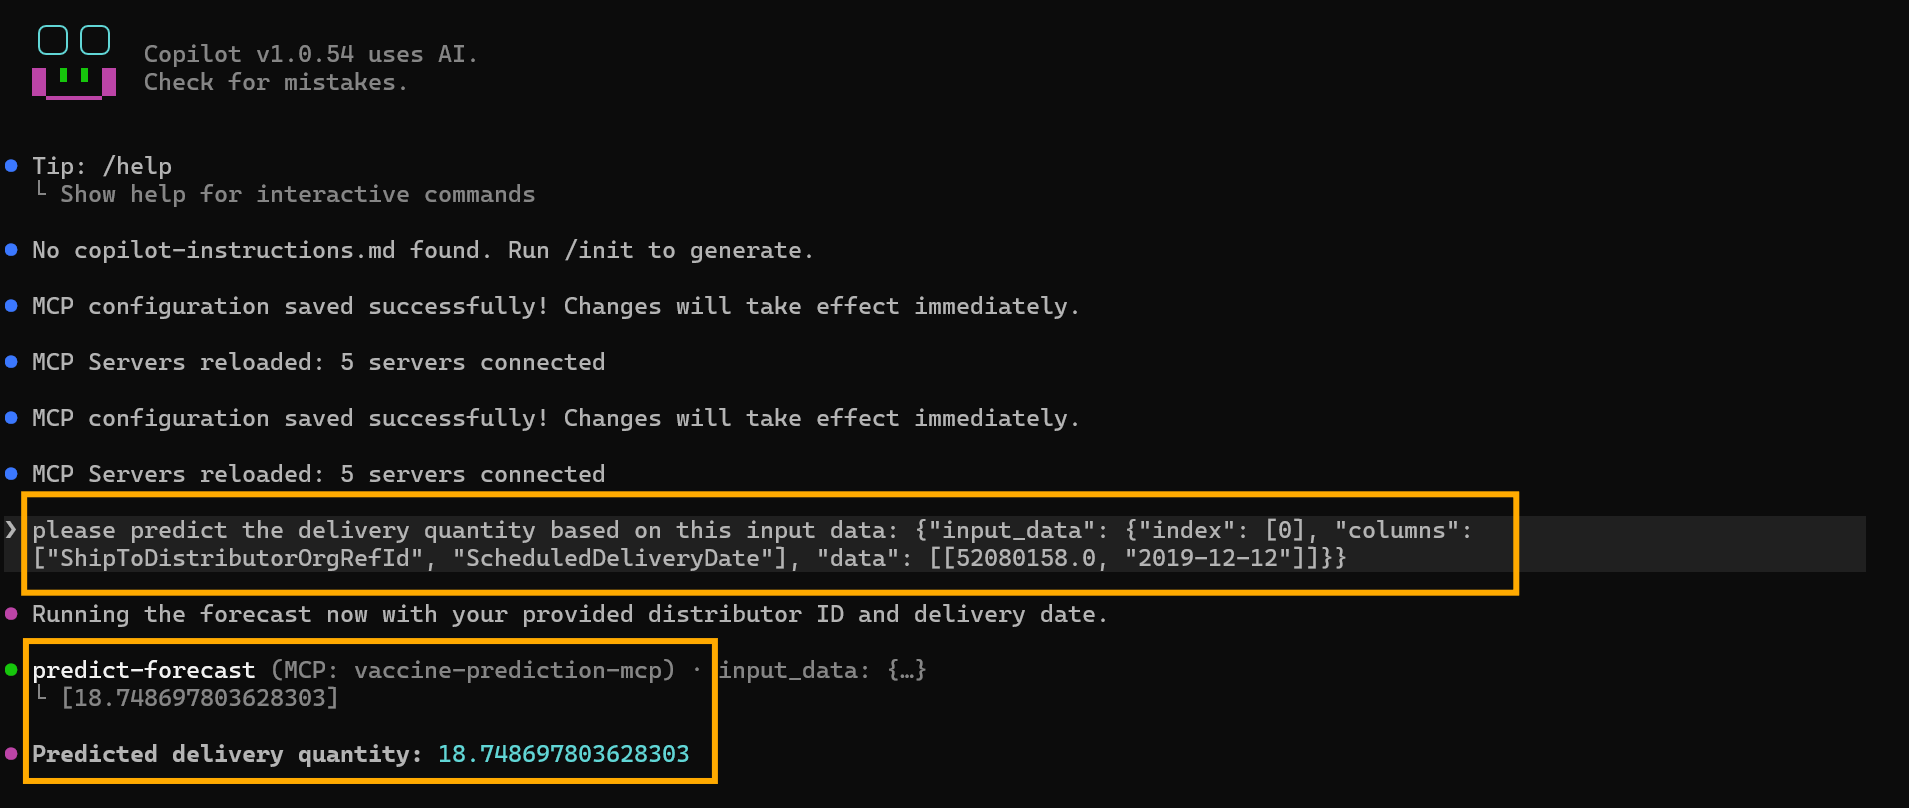 Copilot v1.0.54 uses AI.
Check for mistakes.
● Tip: /help
└ Show help for interactive commands
● No copilot-instructions.md found. Run /init to generate.
● MCP configuration saved successfully! Changes will take effect immediately.
● MCP Servers reloaded: 5 servers connected
● MCP configuration saved successfully! Changes will take effect immediately.
● MCP Servers reloaded: 5 servers connected
❯ please predict the delivery quantity based on this input data: {"input_data": {"index": [0], "columns":
["ShipToDistributorOrgRefId", "ScheduledDeliveryDate"], "data": [[52080158.0, "2019-12-12"]]}}
● Running the forecast now with your provided distributor ID and delivery date.
● predict-forecast (MCP: vaccine-prediction-mcp) · input_data: {…}
└ [18.748697803628303]
● Predicted delivery quantity: 18.748697803628303